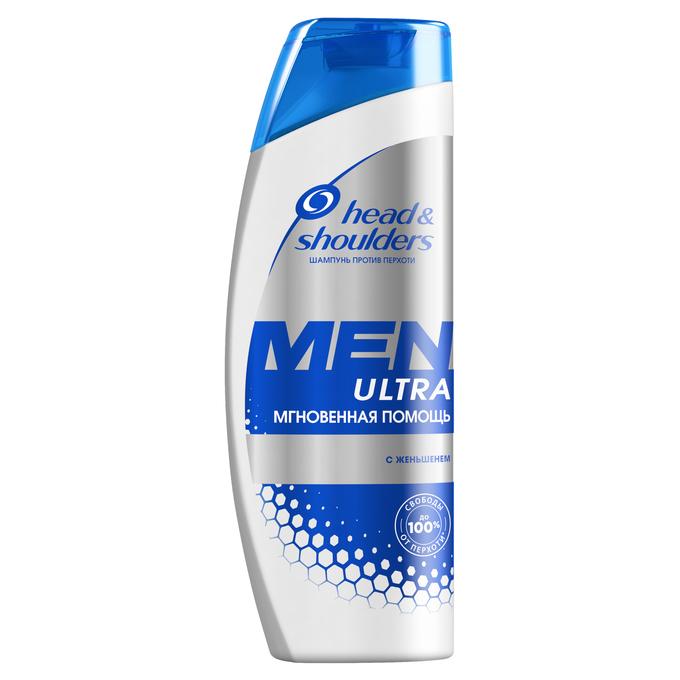 head &
shoulders
ШАМПУНЬ ПРОТИВ ПЕРХОТИ
MEN
ULTRA
МГНОВЕННАЯ ПОМОЩЬ
С ЖЕНЬШЕНЕМ
СВОБОДЫ
ДО
100%
ОТ ПЕРХОТИ*